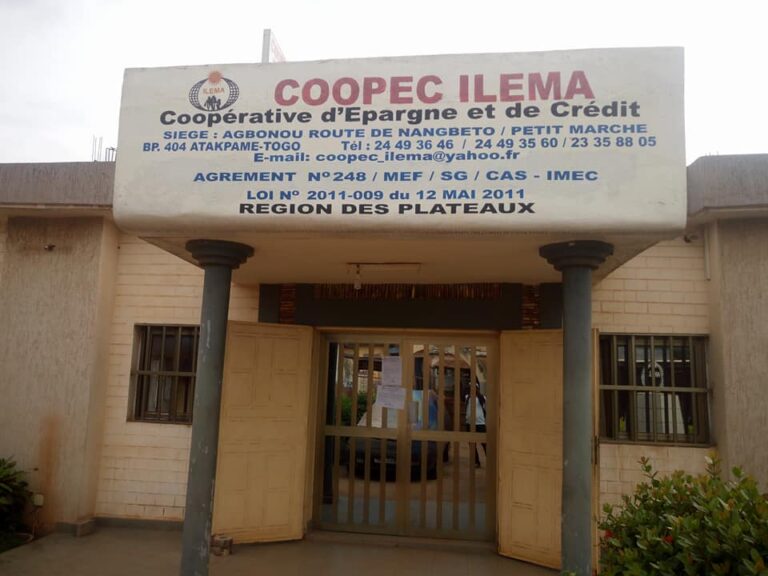 ILEMA
COOPEC ILEMA
Coopérative d'Epargne et de Crédit
SIEGE : AGBONOU ROUTE DE NANGBETO / PETIT MARCHE
BP. 404 ATAKPAME-TOGO Tél : 24 49 36 46 / 24 49 35 60 / 23 35 88 05
E-mail: coopec_ilema@yahoo.fr
AGREMENT N°248 / MEF / SG / CAS - IMEC
LOI N° 2011-009 du 12 MAI 2011
REGION DES PLATEAUX